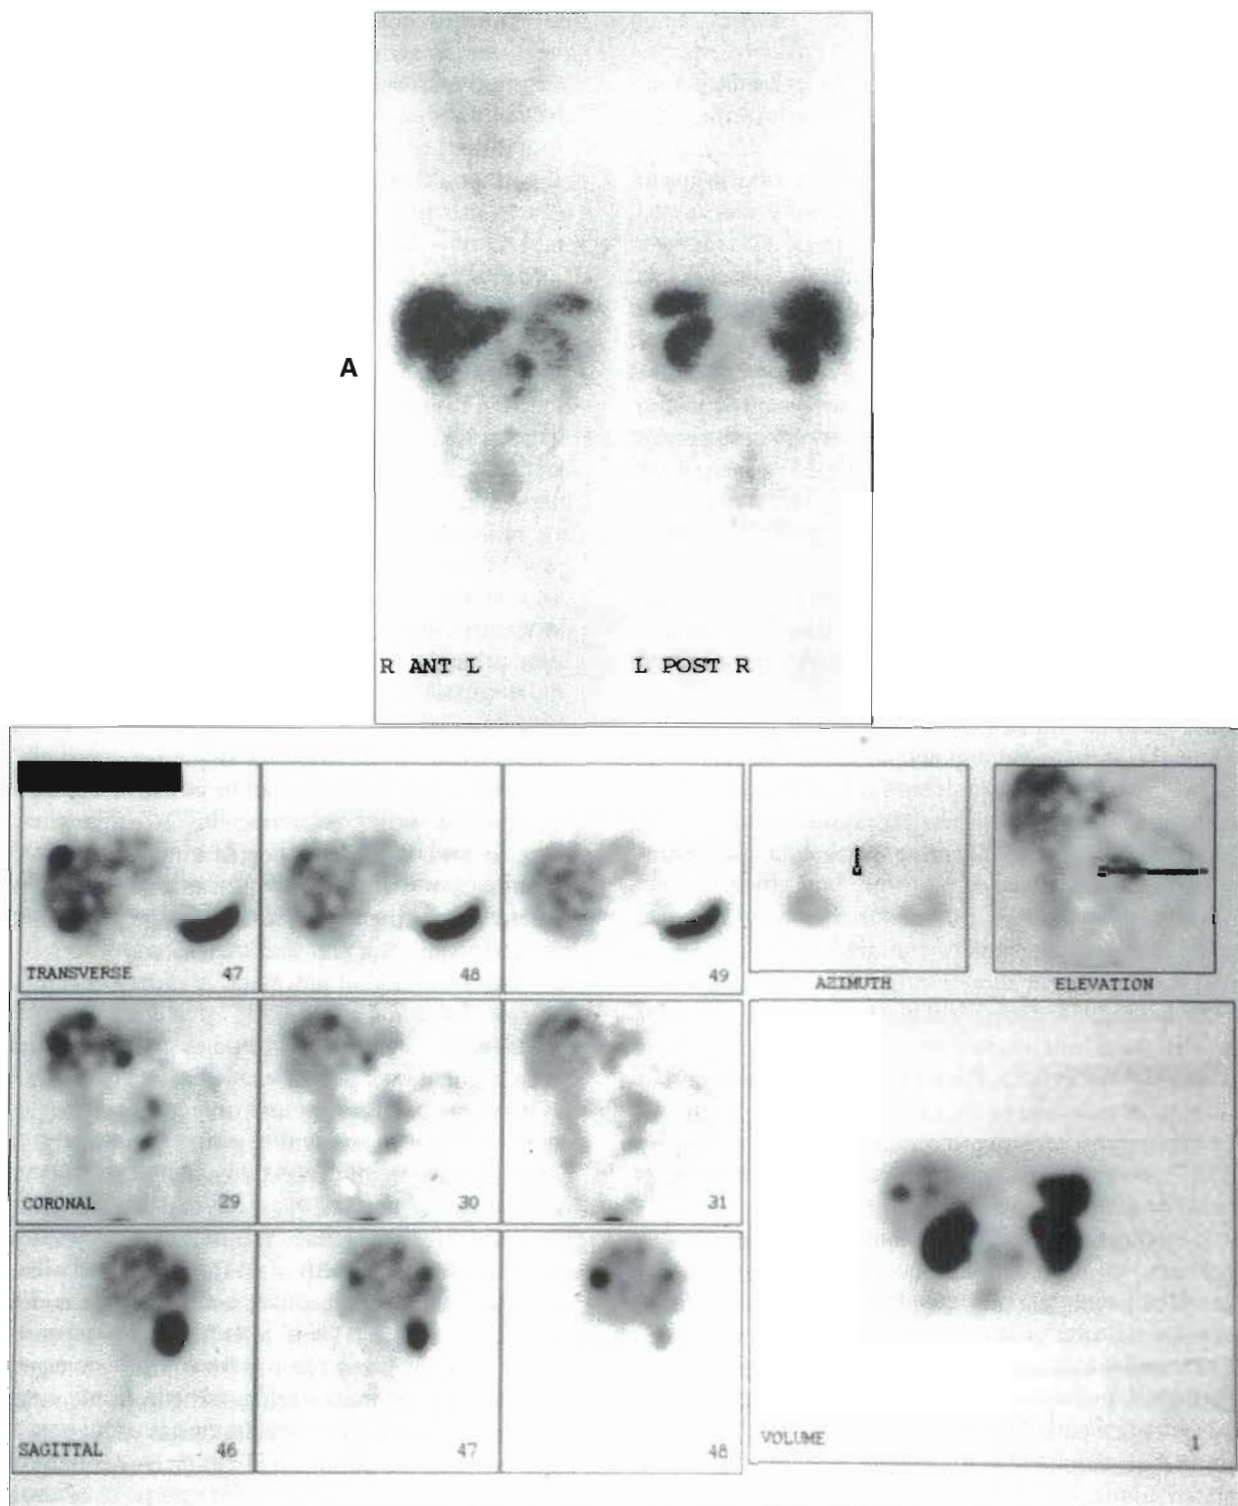 A
R ANT L
L POST R
TRANSVERSE 47
48
49
AZIMUTH
ELEVATION
CORONAL 29
30
31
SAGITTAL 46
47
48
VOLUME 1